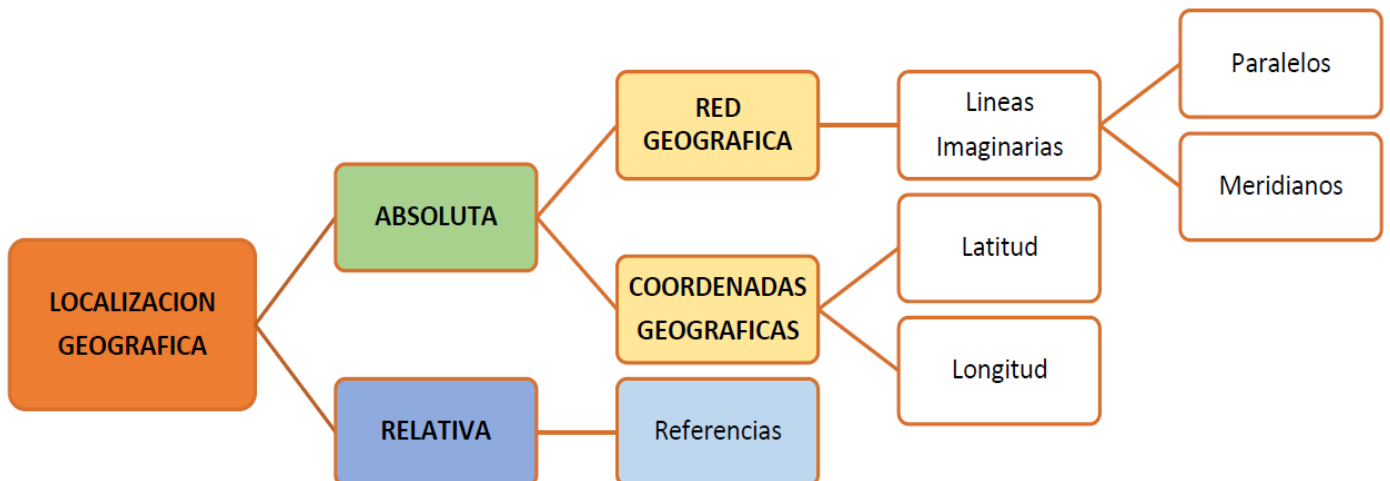 LOCALIZACION
GEOGRAFICA
ABSOLUTA
RED
GEOGRAFICA
Lineas
Imaginarias
Paralelos
Meridianos
COORDENADAS
GEOGRAFICAS
Latitud
Longitud
RELATIVA
Referencias